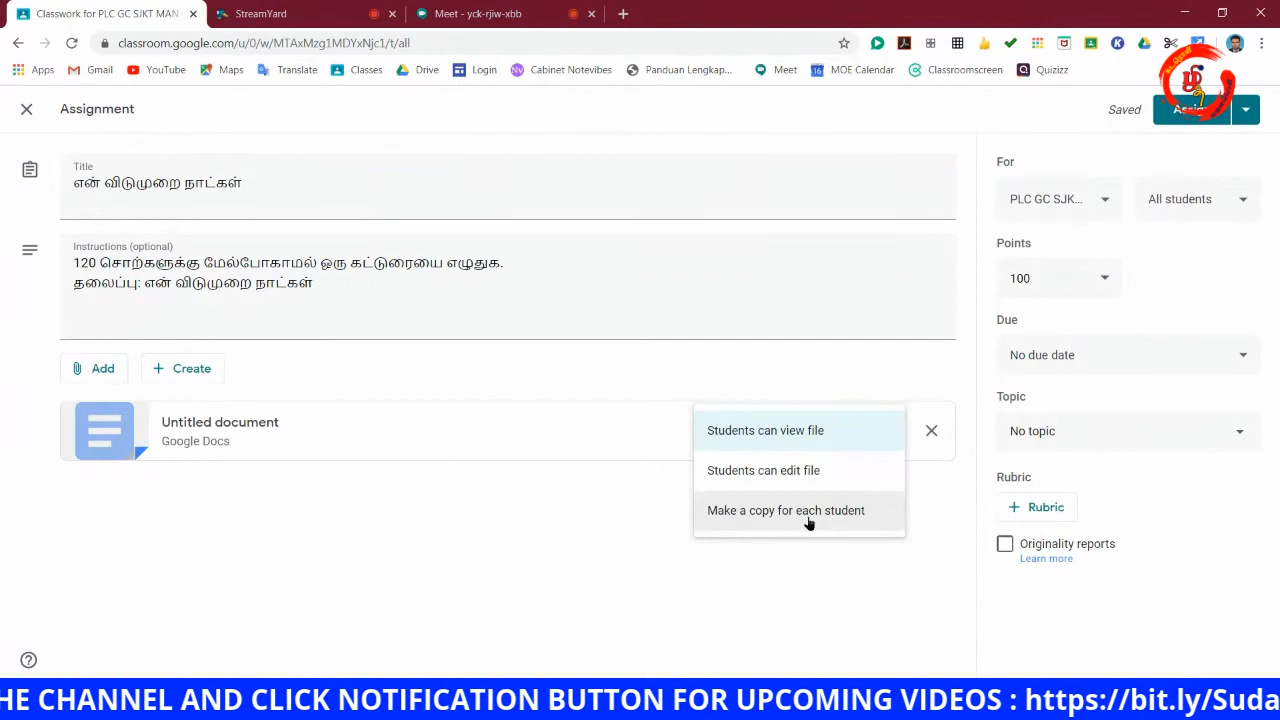 Classwork for PLC GC SJKT MAN
StreamYard
Meet - yck-rjiw-xbb
classroom.google.com/u/0/w/MTAxMzg1MDYvNjc1/t/all
Apps
Gmail
YouTube
Maps
Translate
Classes
Drive
Login
Cabinet Notevibes
Panduan Lengkap...
Meet
MOE Calendar
Classroomscreen
Quizizz
Assignment
Saved
Title
என் விடுமுறை நாட்கள்
Instructions (optional)
120 சொற்களுக்கு மேல்போகாமல் ஒரு கட்டுரையை எழுதுக.
தலைப்பு: என் விடுமுறை நாட்கள்
Add
Create
Untitled document
Google Docs
Students can view file
Students can edit file
Make a copy for each student
For
PLC GC SJK...
All students
Points
100
Due
No due date
Topic
No topic
Rubric
Rubric
Originality reports
Learn more
HE CHANNEL AND CLICK NOTIFICATION BUTTON FOR UPCOMING VIDEOS : https://bit.ly/Suda